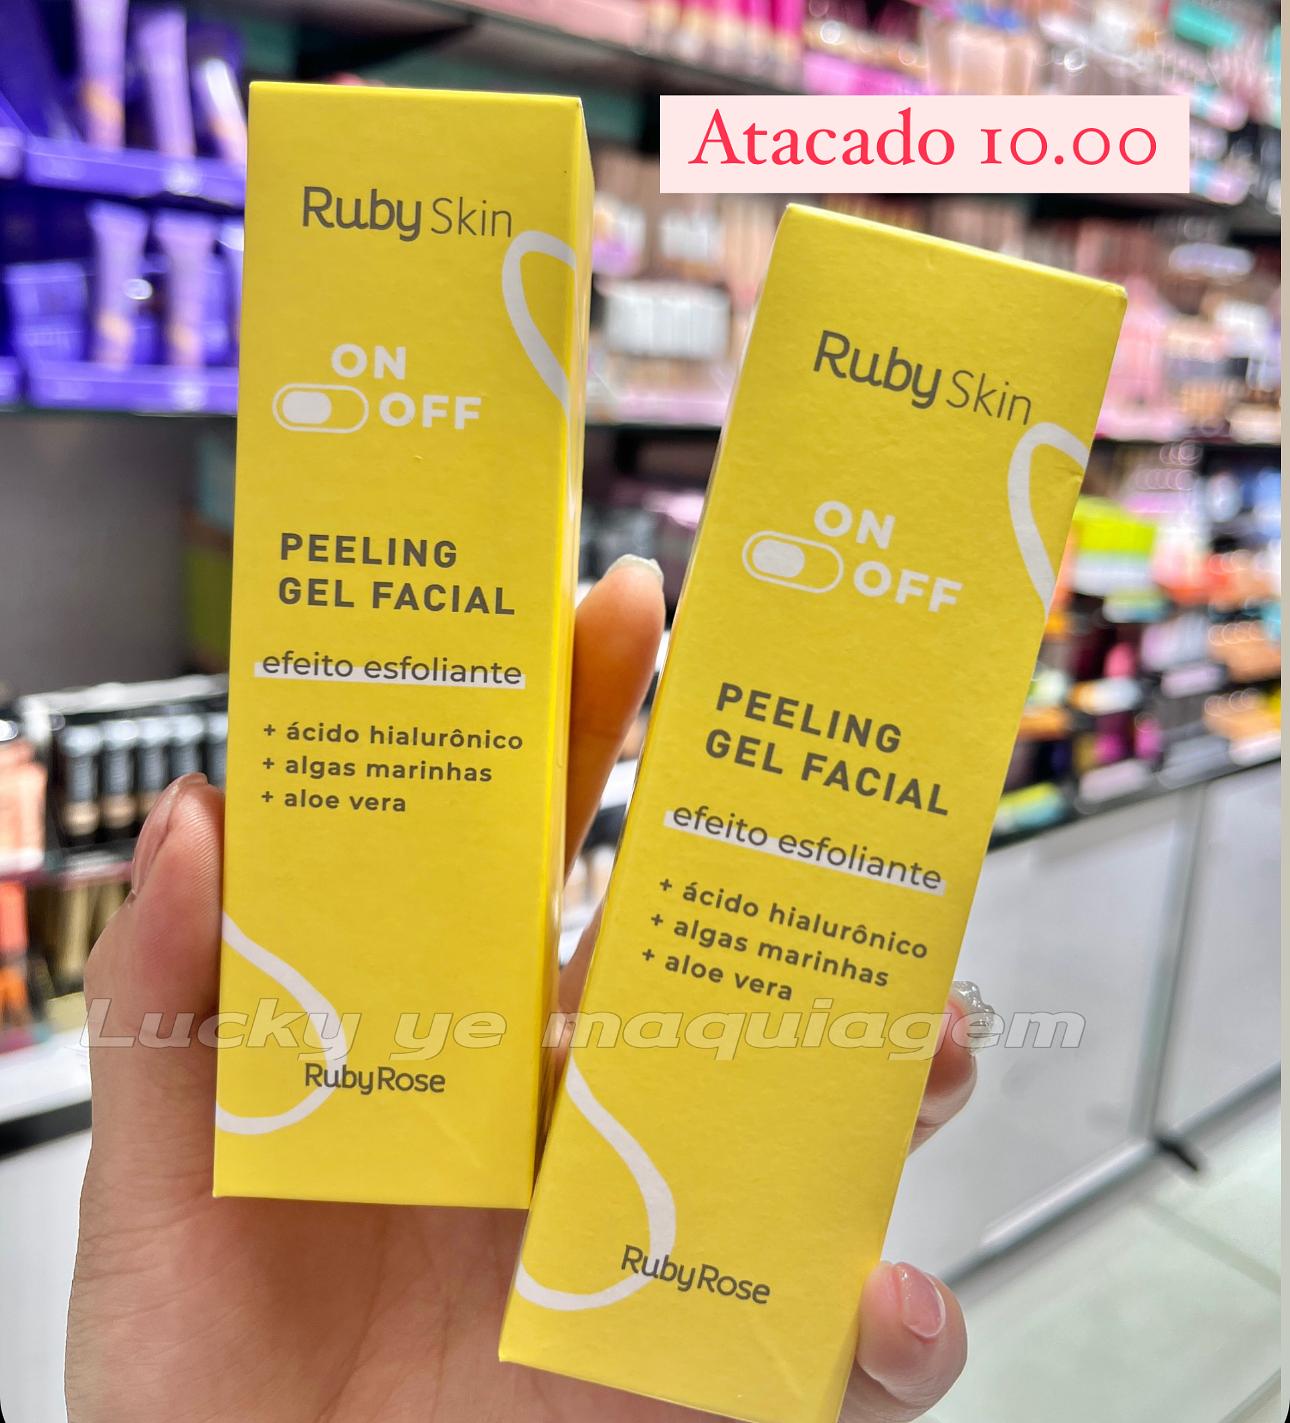 Atacado 10.00
Ruby Skin
ON
OFF
PEELING
GEL FACIAL
efeito esfoliante
+ ácido hialurônico
+ algas marinhas
+ aloe vera
RubyRose
Ruby Skin
ON
OFF
PEELING
GEL FACIAL
efeito esfoliante
+ ácido hialurônico
+ algas marinhas
+ aloe vera
RubyRose
Lucky ye maquiagem